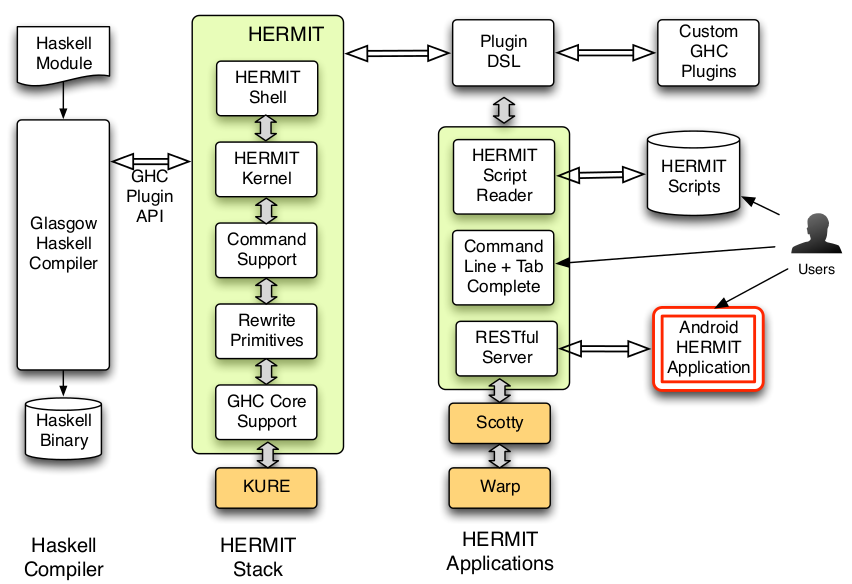 Haskell
Module
Glasgow
Haskell
Compiler
Haskell
Binary
Haskell
Compiler
GHC
Plugin
API
HERMIT
HERMIT
Shell
HERMIT
Kernel
Command
Support
Rewrite
Primitives
GHC Core
Support
KURE
HERMIT
Stack
Plugin
DSL
Custom
GHC
Plugins
HERMIT
Script
Reader
HERMIT
Scripts
Command
Line + Tab
Complete
Users
RESTful
Server
Android
HERMIT
Application
Scotty
Warp
HERMIT
Applications